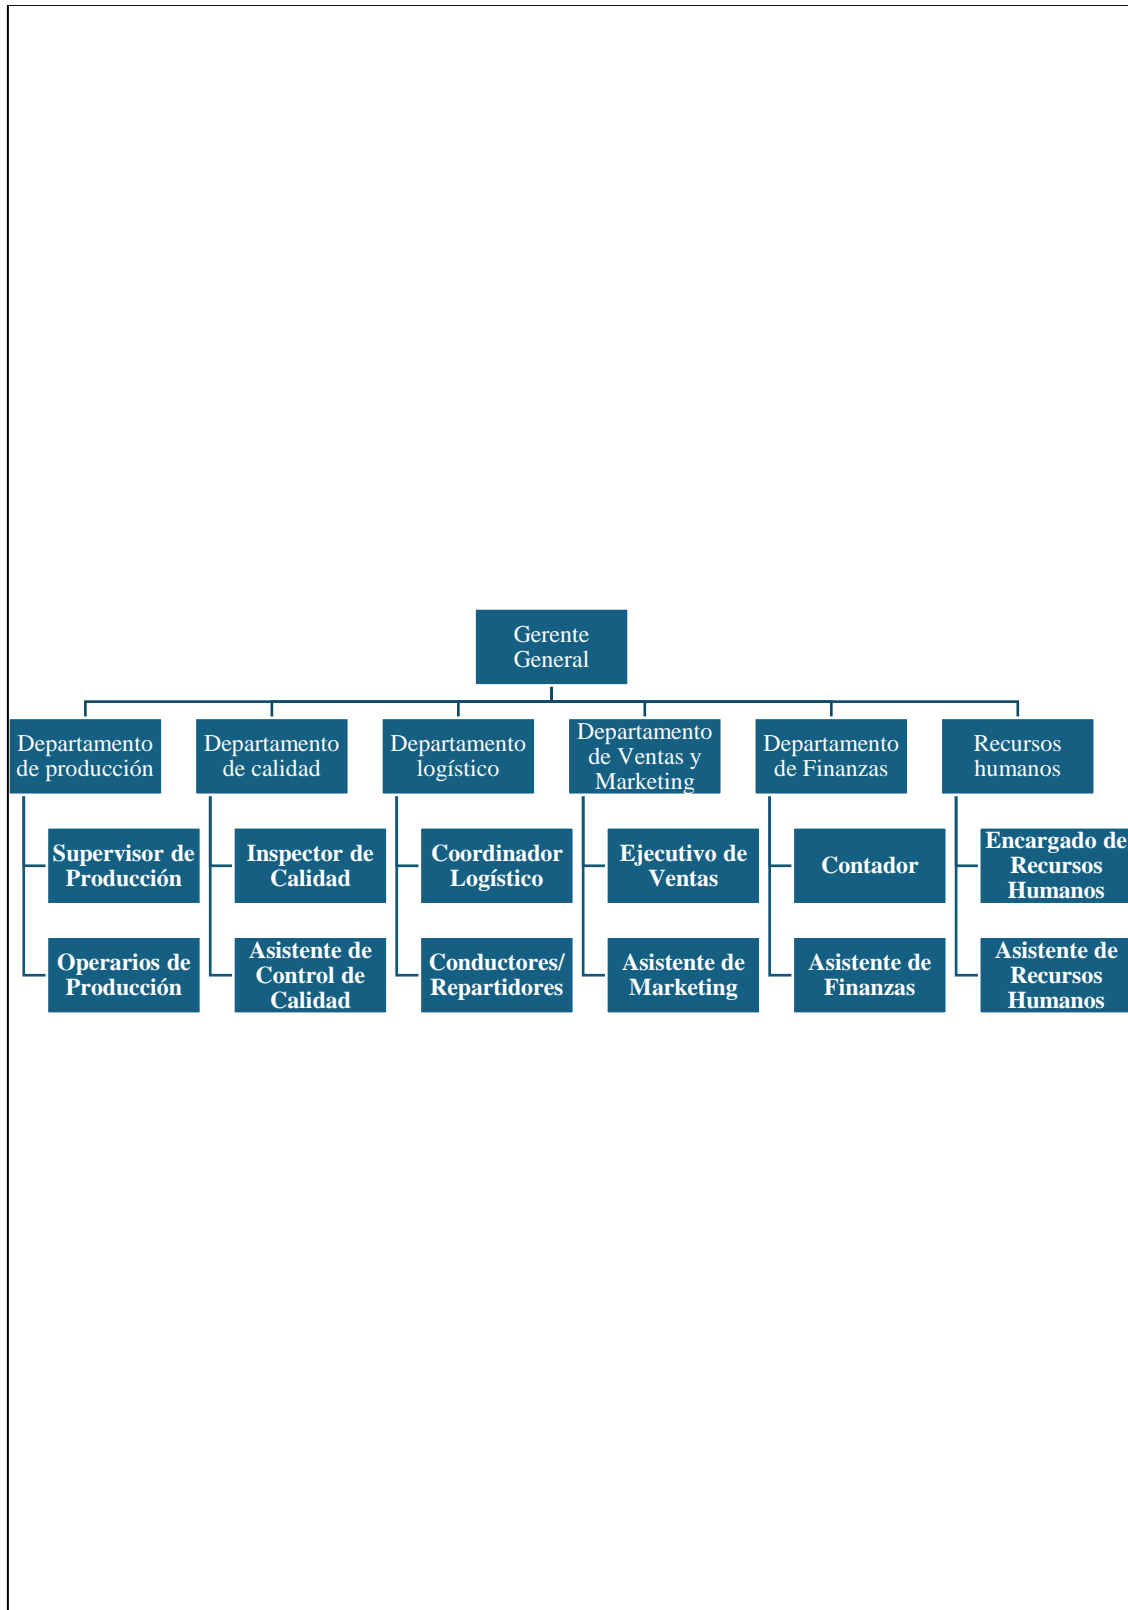 Gerente
General
Departamento
de producción
Departamento
de calidad
Departamento
logístico
Departamento
de Ventas y
Marketing
Departamento
de Finanzas
Recursos
humanos
Supervisor de
Producción
Inspector de
Calidad
Coordinador
Logístico
Ejecutivo de
Ventas
Contador
Encargado de
Recursos
Humanos
Operarios de
Producción
Asistente de
Control de
Calidad
Conductores/
Repartidores
Asistente de
Marketing
Asistente de
Finanzas
Asistente de
Recursos
Humanos